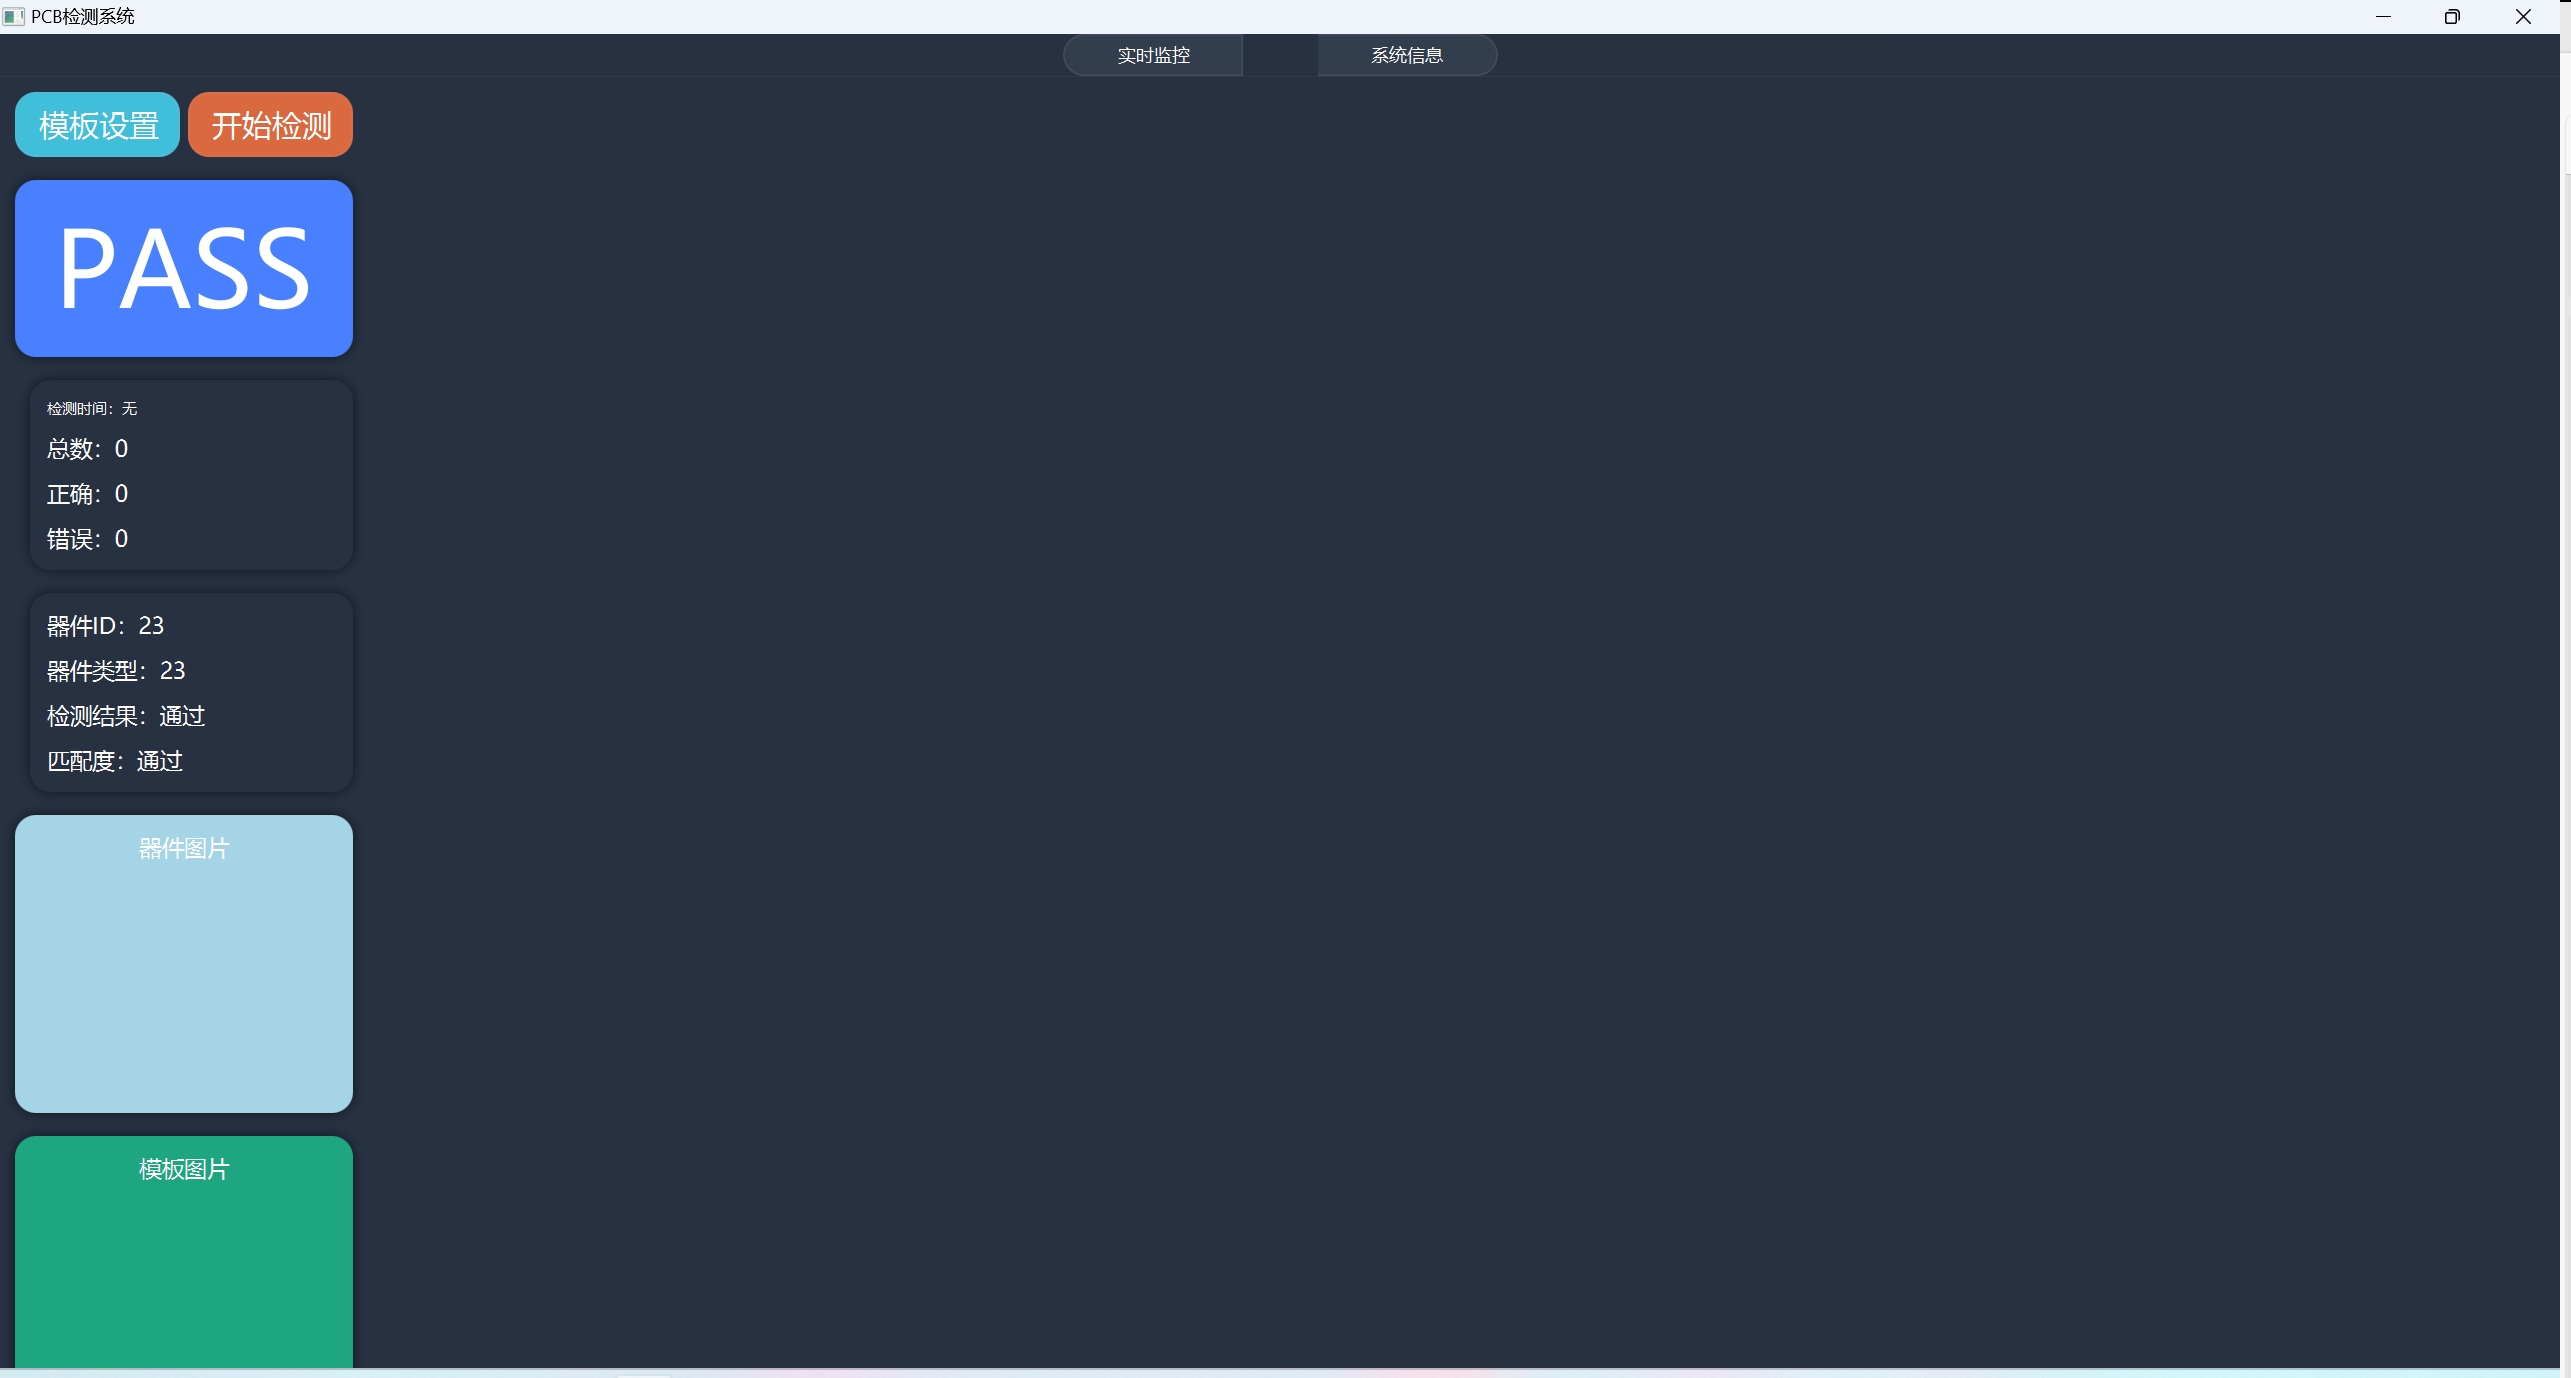 PCB检测系统
实时监控
系统信息
模板设置
开始检测
PASS
检测时间：无
总数：0
正确：0
错误：0
器件ID：23
器件类型：23
检测结果：通过
匹配度：通过
器件图片
模板图片